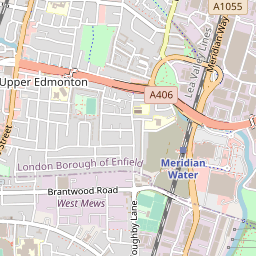 A1055
Lea Valley Lines
Meridian Way
Upper Edmonton
A406
Street
London Borough of Enfield
Meridian
Water
Brantwood Road
West Mews
oughby Lane